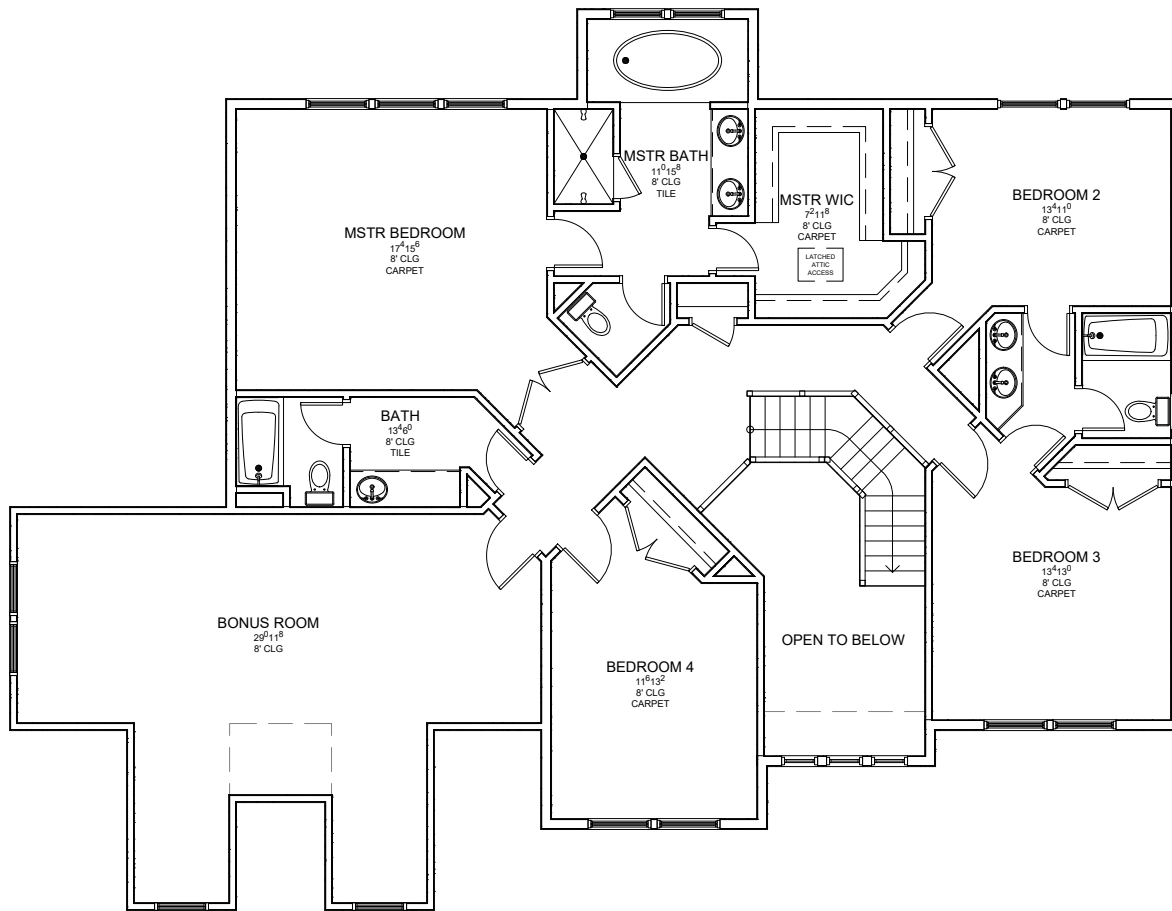 MSTR BATH
11⁰15⁸
8' CLG
TILE
MSTR WIC
7²11⁸
8' CLG
CARPET
LATCHED
ATTIC
ACCESS
BEDROOM 2
13⁴11⁰
8' CLG
CARPET
MSTR BEDROOM
17⁴15⁶
8' CLG
CARPET
BATH
13⁴6⁰
8' CLG
TILE
BEDROOM 3
13⁴13⁰
8' CLG
CARPET
BONUS ROOM
29⁰11⁸
8' CLG
OPEN TO BELOW
BEDROOM 4
11⁶13²
8' CLG
CARPET